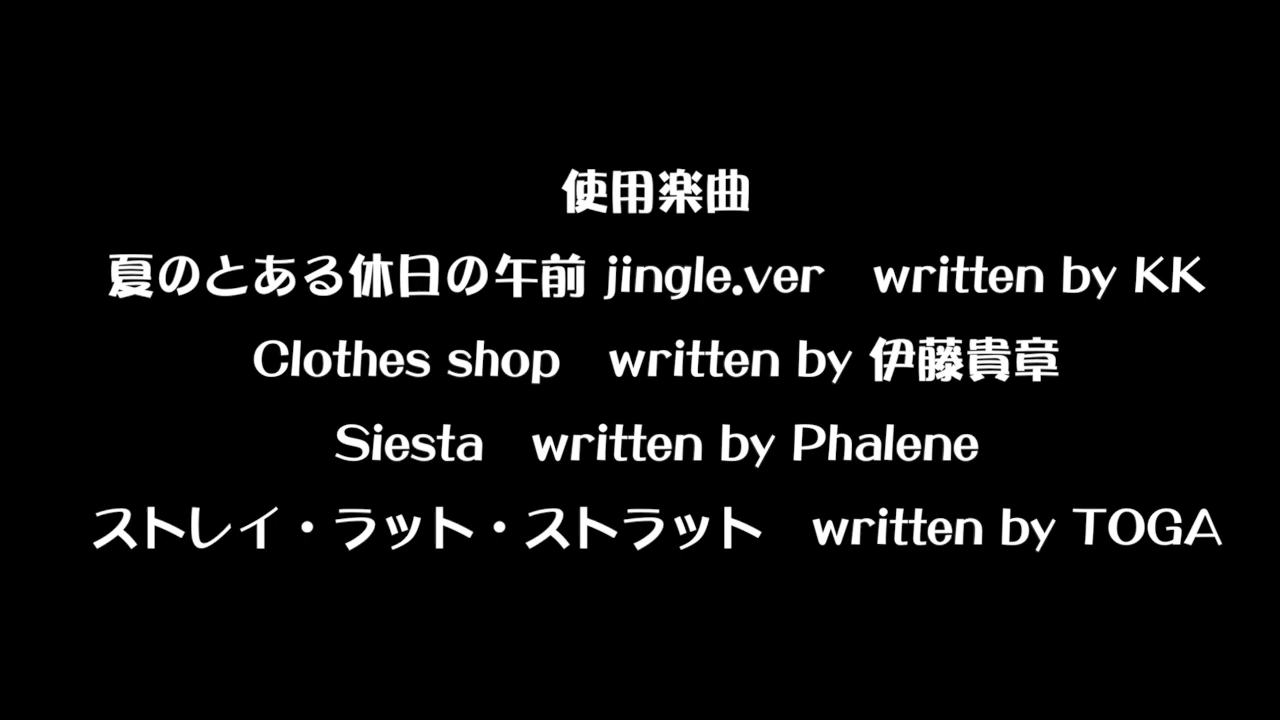 使用楽曲
夏のとある休日の午前 jingle.ver　written by KK
Clothes shop　written by 伊藤貴章
Siesta　written by Phalene
ストレイ・ラット・ストラット　written by TOGA